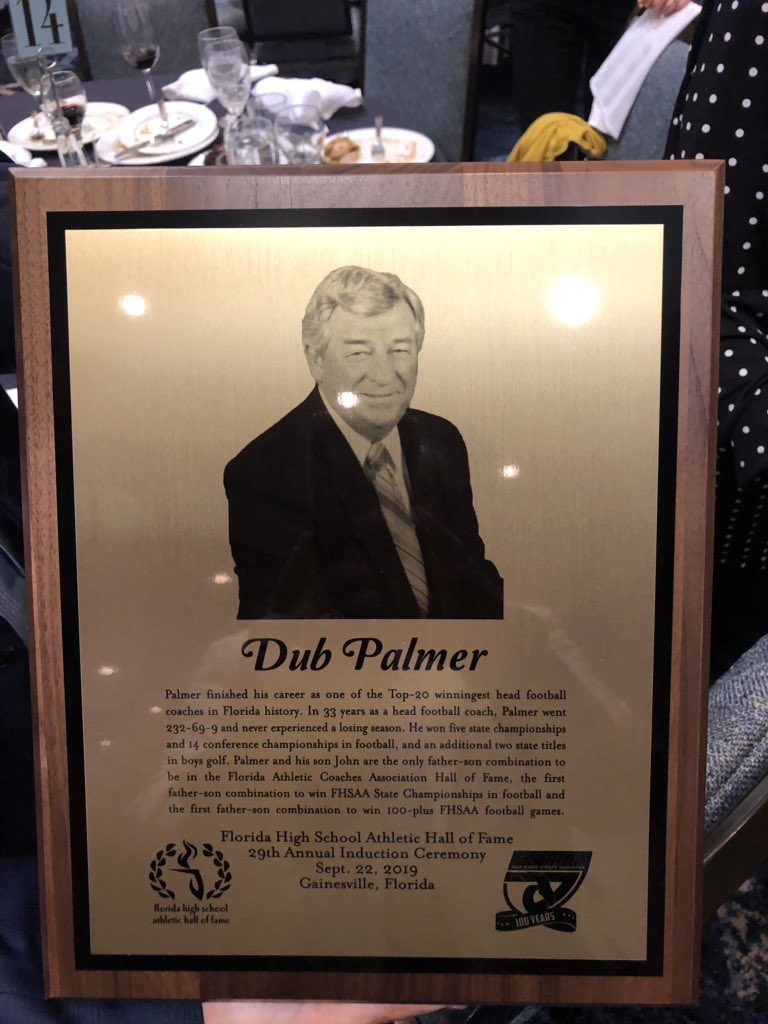 14
Dub Palmer
Palmer finished his career as one of the Top-20 winningest head football
coaches in Florida history. In 33 years as a head football coach, Palmer went
232-69-9 and never experienced a losing season. He won five state championships
and 14 conference championships in football, and an additional two state titles
in boys golf. Palmer and his son John are the only father-son combination to
be in the Florida Athletic Coaches Association Hall of Fame, the first
father-son combination to win FHSAA State Championships in football and
the first father-son combination to win 100-plus FHSAA football games.
Florida High School Athletic Hall of Fame
29th Annual Induction Ceremony
Sept. 22, 2019
Gainesville, Florida
florida high school
athletic hall of fame
HIGH SCHOOL ATHLETIC ASSOCIATION
100 YEARS